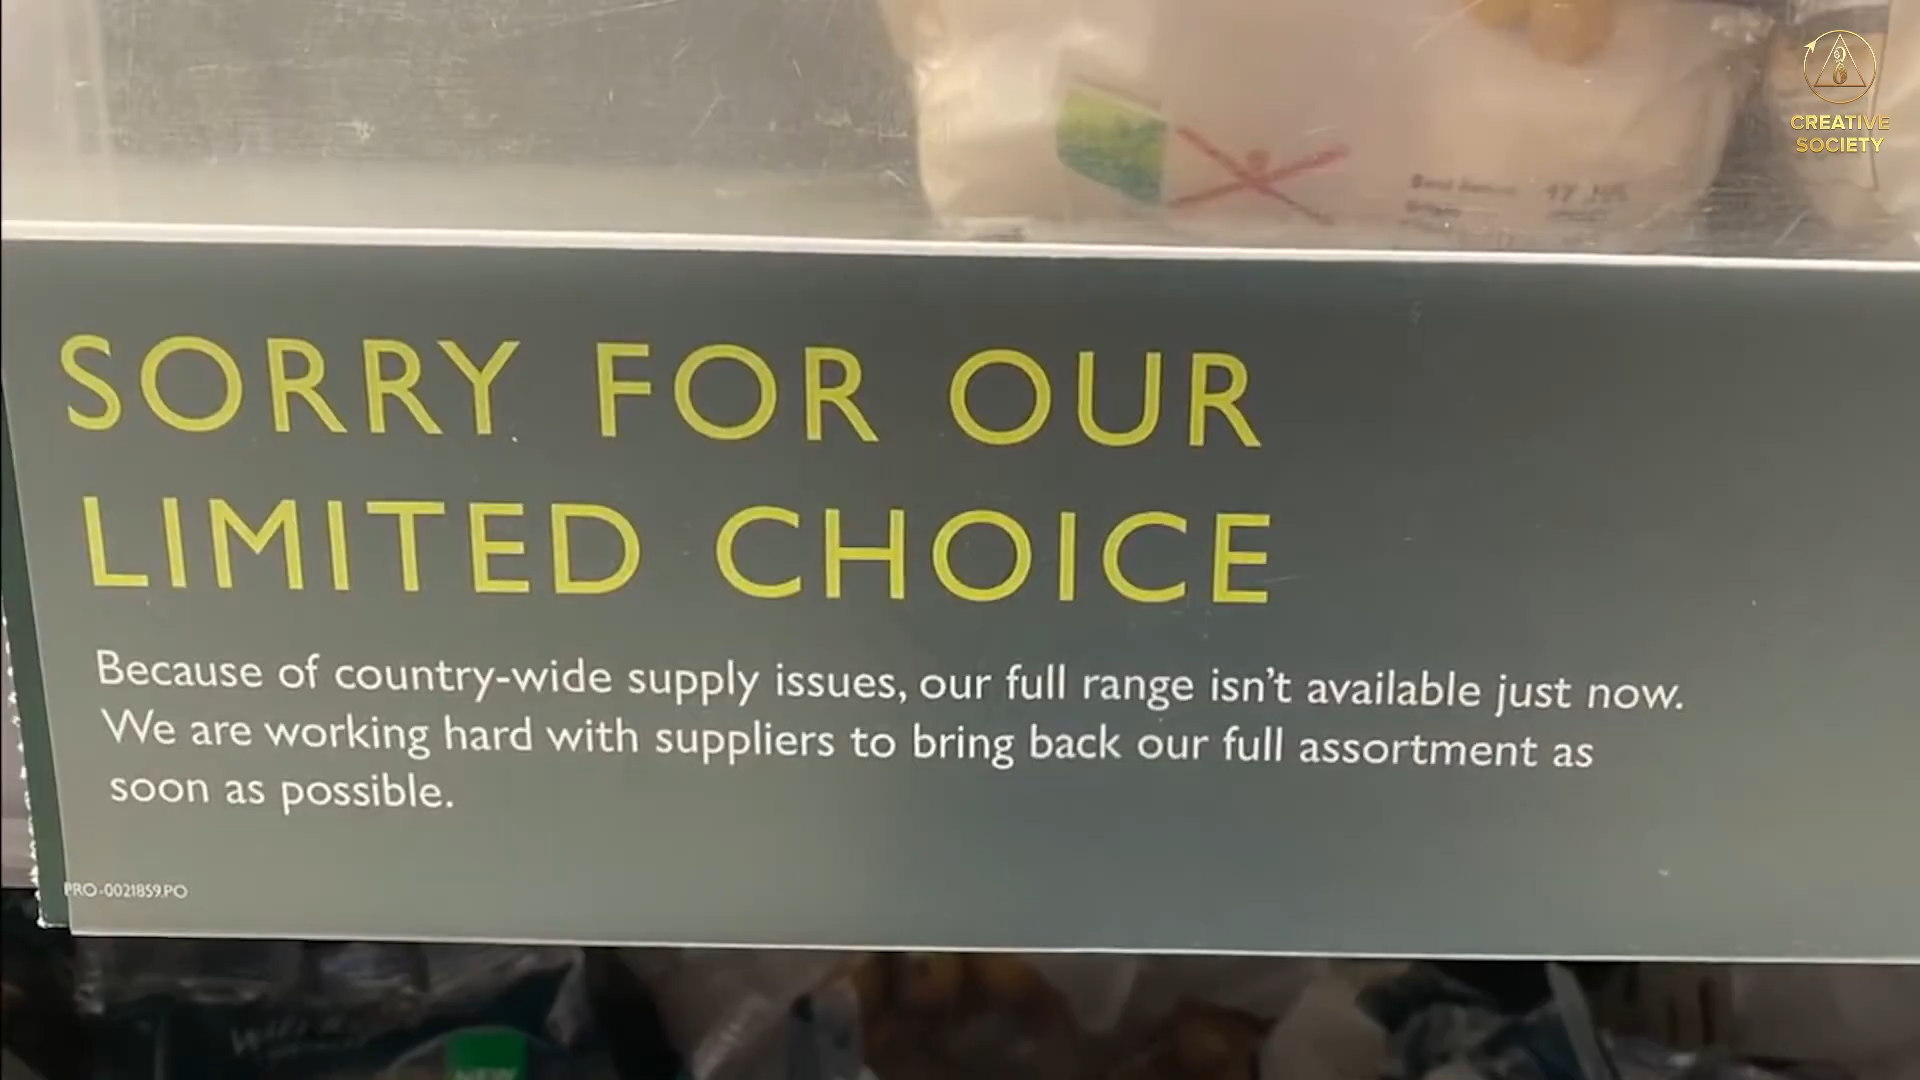 CREATIVE
SOCIETY
SORRY FOR OUR
LIMITED CHOICE
Because of country-wide supply issues, our full range isn't available just now.
We are working hard with suppliers to bring back our full assortment as
soon as possible.
PRO-0021859.PO
NEW